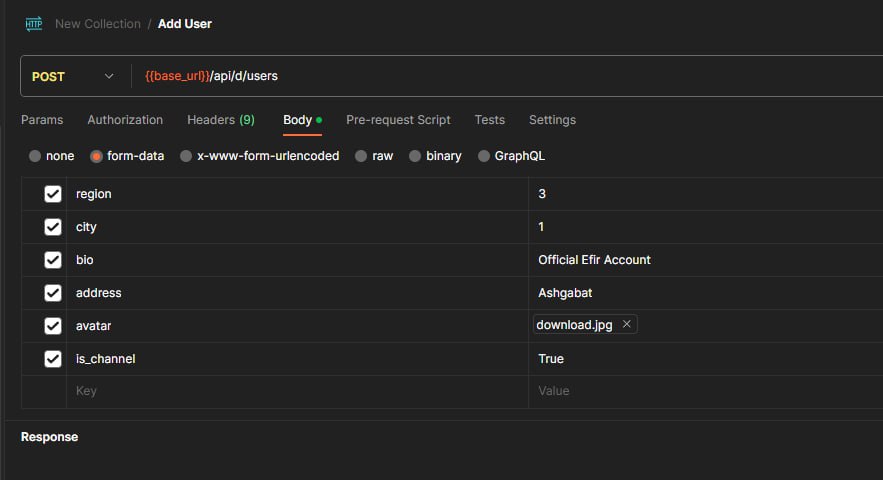 HTTP New Collection / Add User
POST {{base_url}}/api/d/users
Params Authorization Headers (9) Body Pre-request Script Tests Settings
none form-data x-www-form-urlencoded raw binary GraphQL
region 3
city 1
bio Official Efir Account
address Ashgabat
avatar download.jpg
is_channel True
Key Value
Response